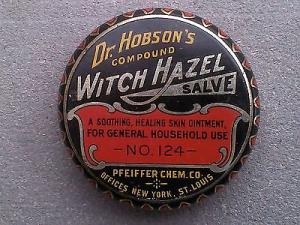 Dr. Hobson's
COMPOUND
WITCH HAZEL
SALVE
A SOOTHING, HEALING SKIN OINTMENT,
FOR GENERAL HOUSEHOLD USE
—NO. 124—
PFEIFFER CHEM. CO.
OFFICES NEW YORK, ST. LOUIS